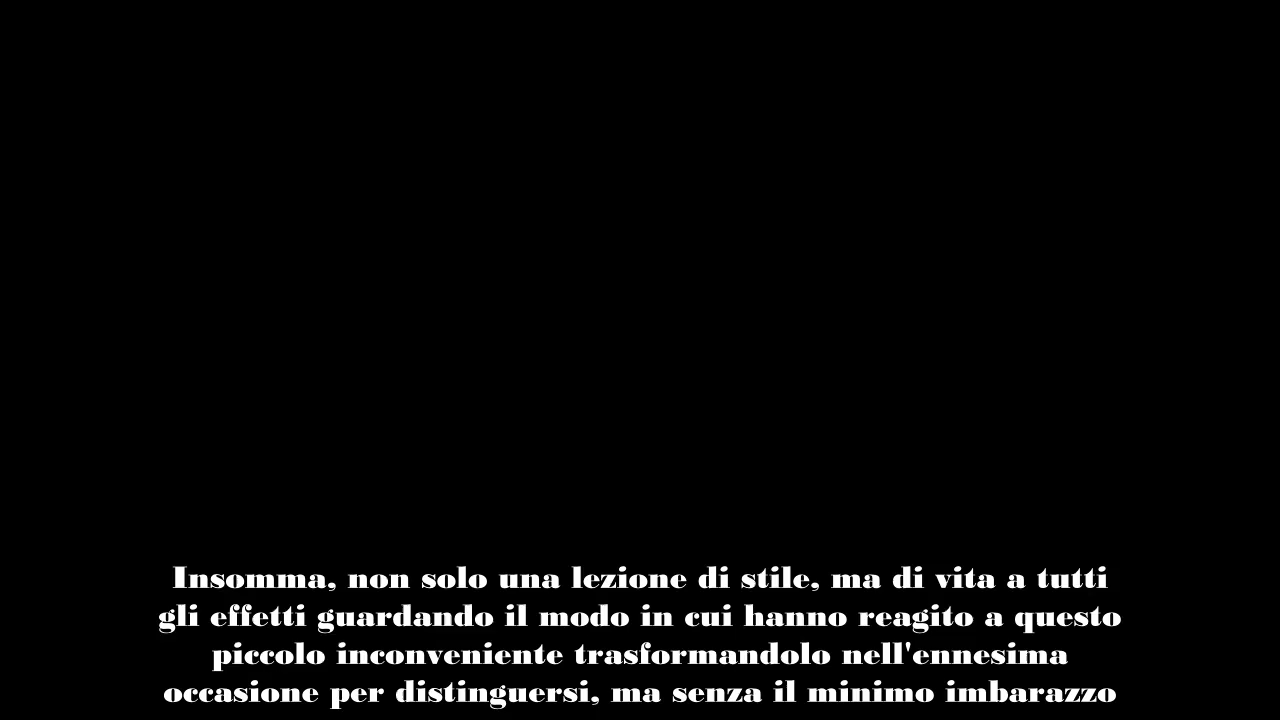 Insomma, non solo una lezione di stile, ma di vita a tutti
gli effetti guardando il modo in cui hanno reagito a questo
piccolo inconveniente trasformandolo nell'ennesima
occasione per distinguersi, ma senza il minimo imbarazzo